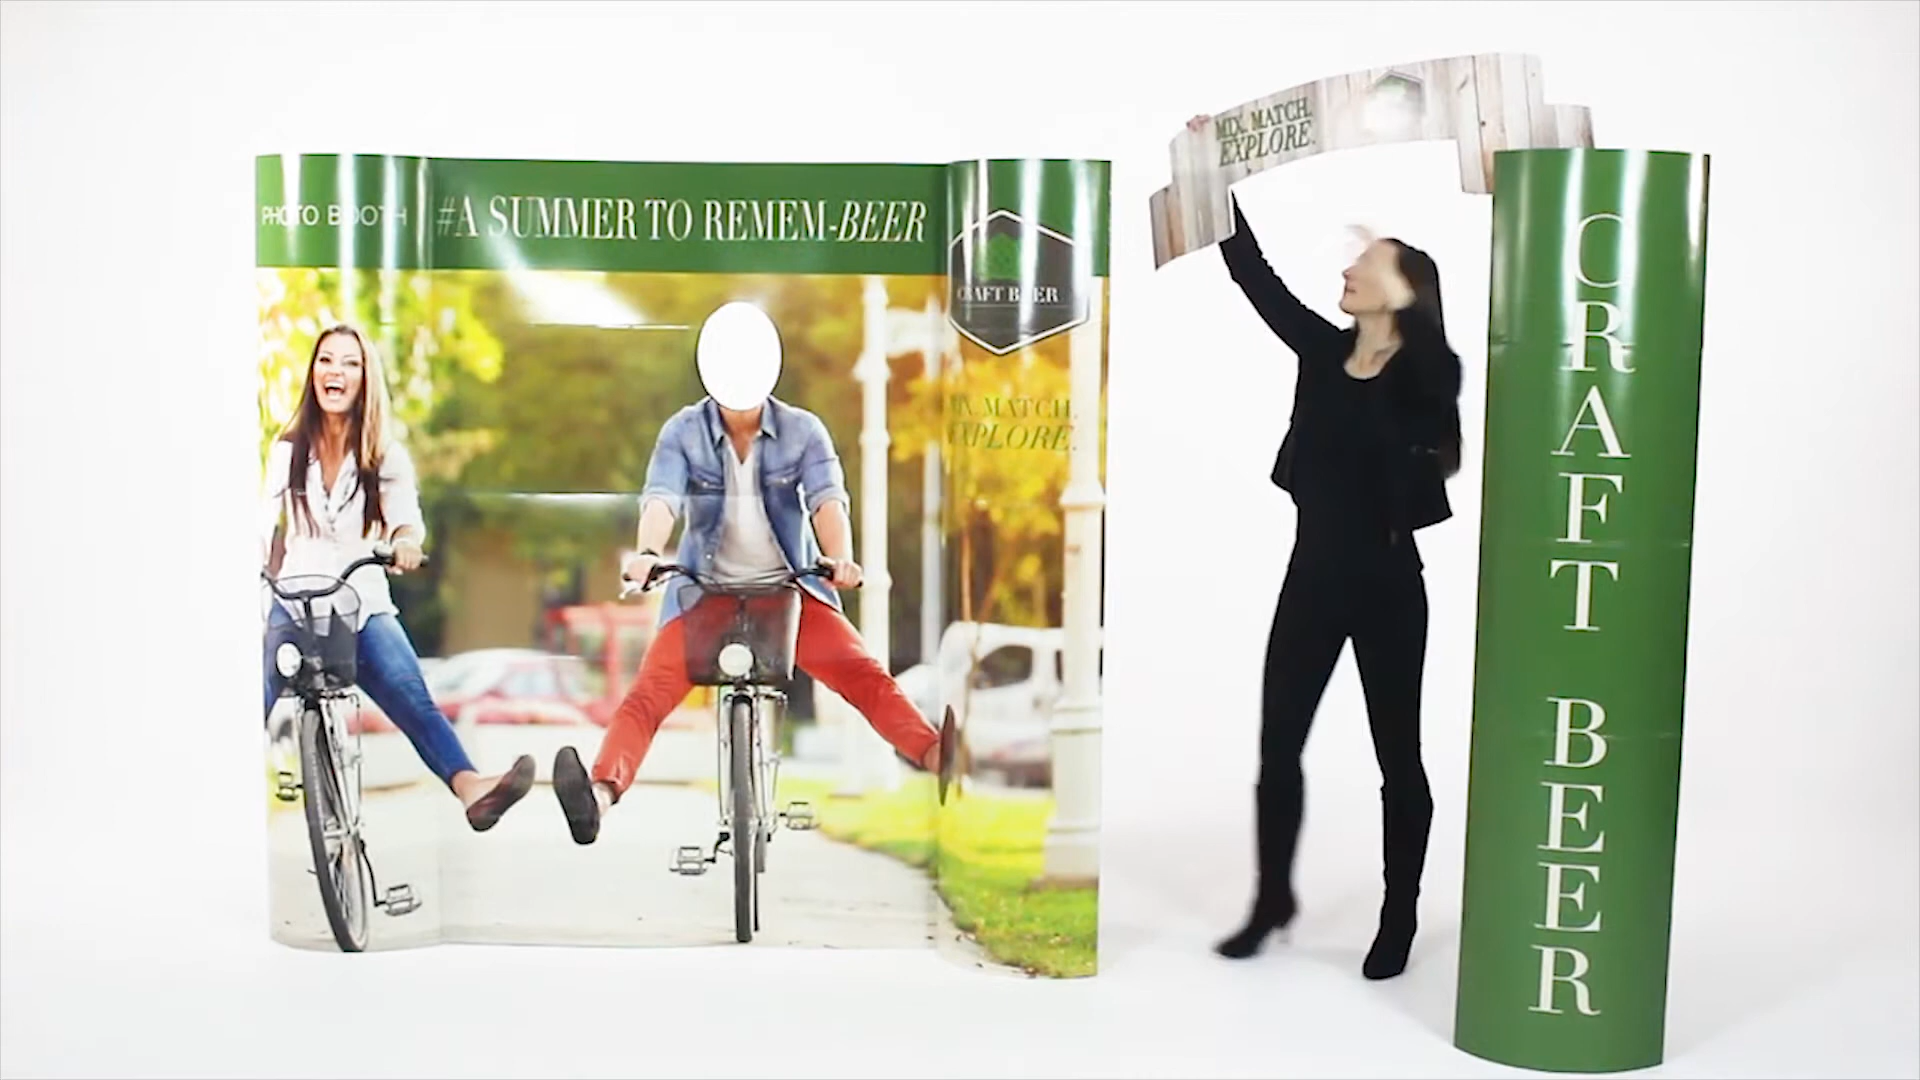 PHOTO BOOTH
#A SUMMER TO REMEM-BEER
CRAFT BEER
MIX. MATCH.
EXPLORE.
MIX. MATCH.
EXPLORE.
CRAFT BEER